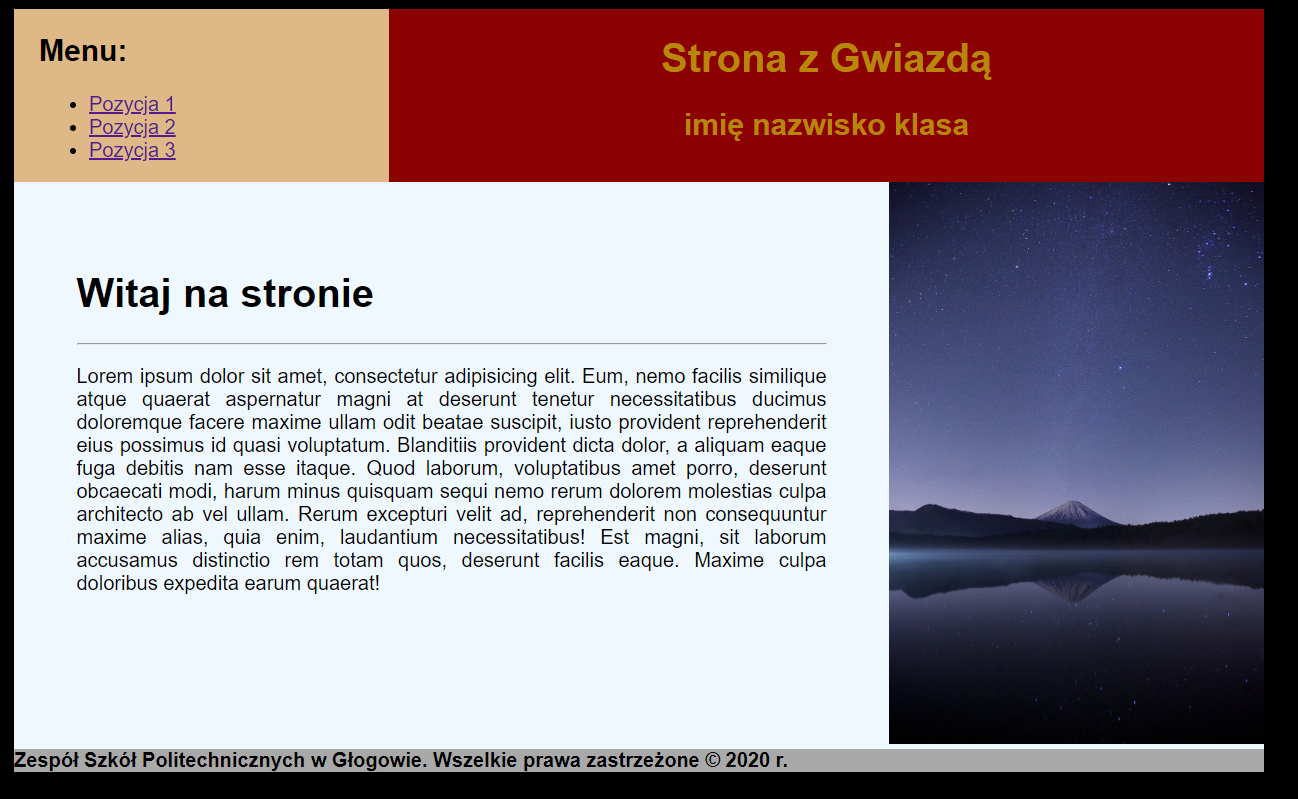 Menu:
Pozycja 1
Pozycja 2
Pozycja 3
Strona z Gwiazdą
imię nazwisko klasa
Witaj na stronie
Lorem ipsum dolor sit amet, consectetur adipisicing elit. Eum, nemo facilis similique
atque quaerat aspernatur magni at deserunt tenetur necessitatibus ducimus
doloremque facere maxime ullam odit beatae suscipit, iusto provident reprehenderit
eius possimus id quasi voluptatum. Blanditiis provident dicta dolor, a aliquam eaque
fuga debitis nam esse itaque. Quod laborum, voluptatibus amet porro, deserunt
obcaecati modi, harum minus quisquam sequi nemo rerum dolorem molestias culpa
architecto ab vel ullam. Rerum excepturi velit ad, reprehenderit non consequuntur
maxime alias, quia enim, laudantium necessitatibus! Est magni, sit laborum
accusamus distinctio rem totam quos, deserunt facilis eaque. Maxime culpa
doloribus expedita earum quaerat!
Zespół Szkół Politechnicznych w Głogowie. Wszelkie prawa zastrzeżone © 2020 r.